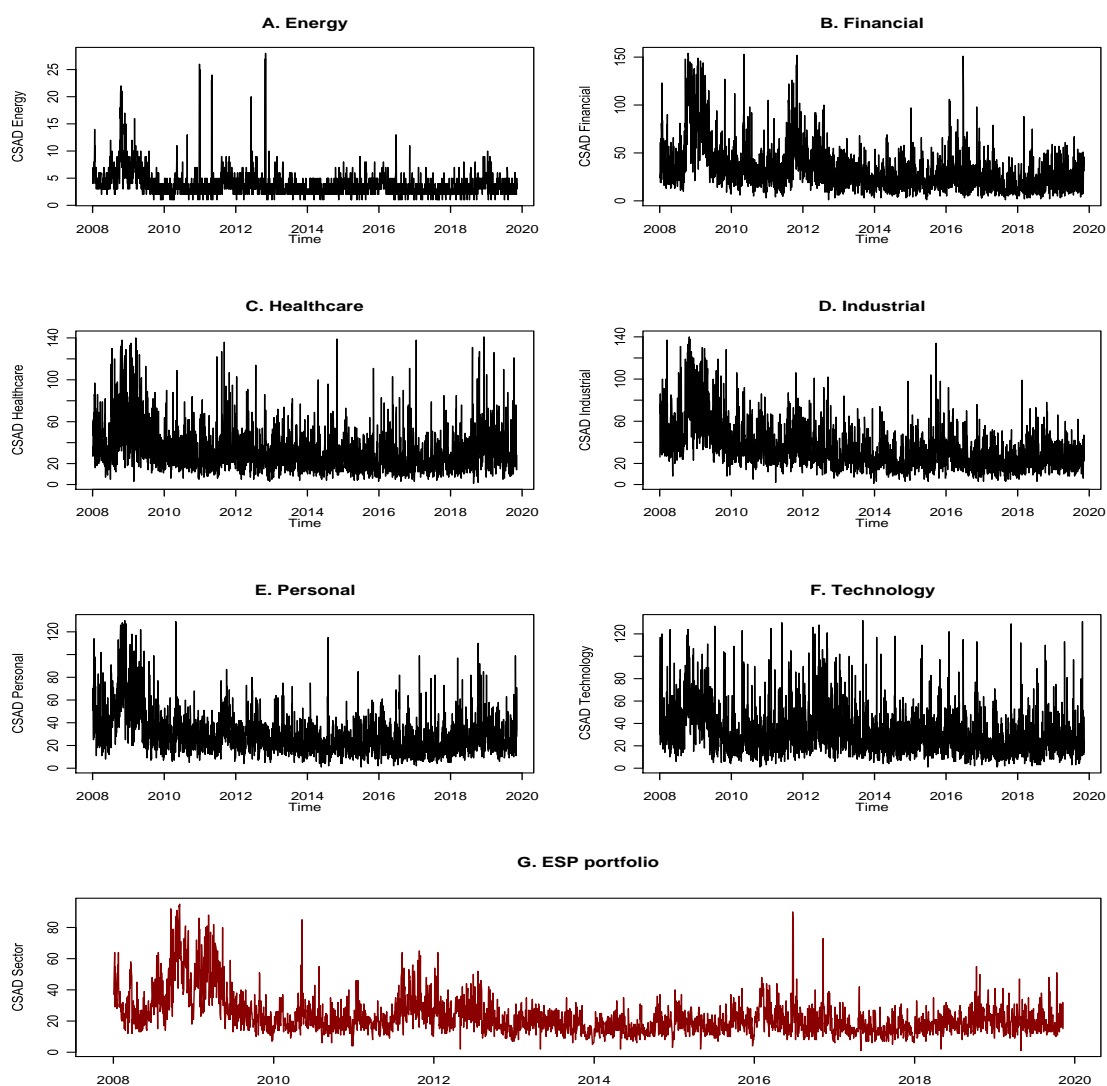 A. Energy
CSAD Energy
0 5 10 15 20 25
2008 2010 2012 2014 2016 2018 2020
Time
B. Financial
CSAD Financial
0 50 100 150
2008 2010 2012 2014 2016 2018 2020
Time
C. Healthcare
CSAD Healthcare
0 20 60 100 140
2008 2010 2012 2014 2016 2018 2020
Time
D. Industrial
CSAD Industrial
0 20 60 100 140
2008 2010 2012 2014 2016 2018 2020
Time
E. Personal
CSAD Personal
0 20 40 60 80 120
2008 2010 2012 2014 2016 2018 2020
Time
F. Technology
CSAD Technology
0 20 40 60 80 120
2008 2010 2012 2014 2016 2018 2020
Time
G. ESP portfolio
CSAD Sector
0 20 40 60 80
2008 2010 2012 2014 2016 2018 2020